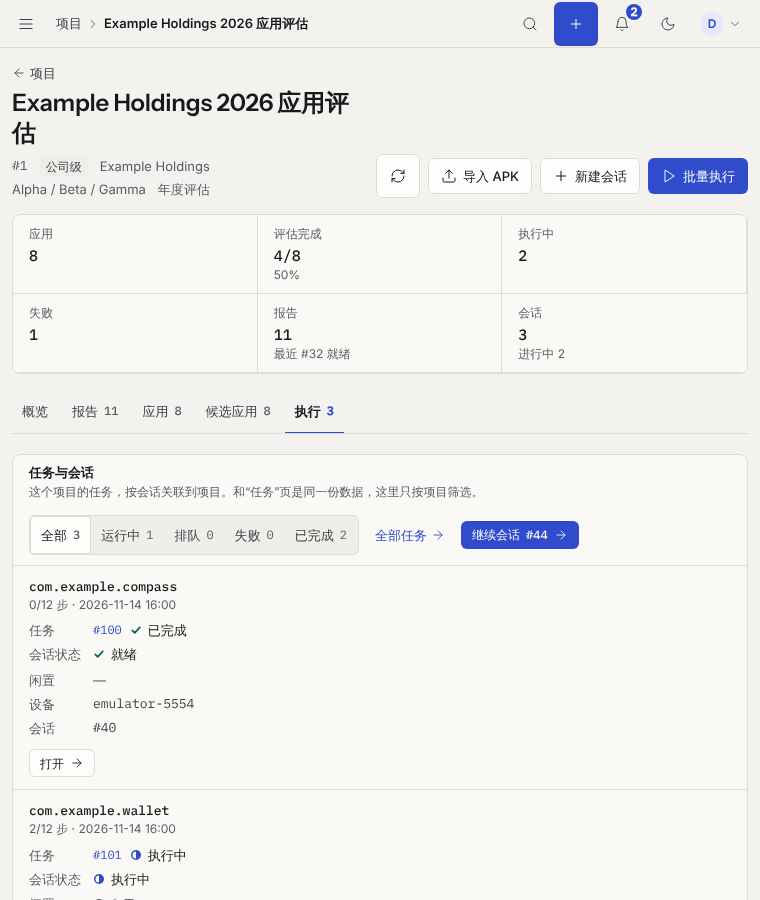 项目 > Example Holdings 2026 应用评估
2
D
← 项目
Example Holdings 2026 应用评
估
#1 公司级 Example Holdings
Alpha / Beta / Gamma 年度评估
导入 APK
新建会话
批量执行
应用
8
评估完成
4/8
50%
执行中
2
失败
1
报告
11
最近 #32 就绪
会话
3
进行中 2
概览 报告 11 应用 8 候选应用 8 执行 3
任务与会话
这个项目的任务，按会话关联到项目。和“任务”页是同一份数据，这里只按项目筛选。
全部 3 运行中 1 排队 0 失败 0 已完成 2 全部任务 → 继续会话 #44 →
com.example.compass
0/12 步 · 2026-11-14 16:00
任务 #100 ✓ 已完成
会话状态 ✓ 就绪
闲置 —
设备 emulator-5554
会话 #40
打开 →
com.example.wallet
2/12 步 · 2026-11-14 16:00
任务 #101 执行中
会话状态 执行中